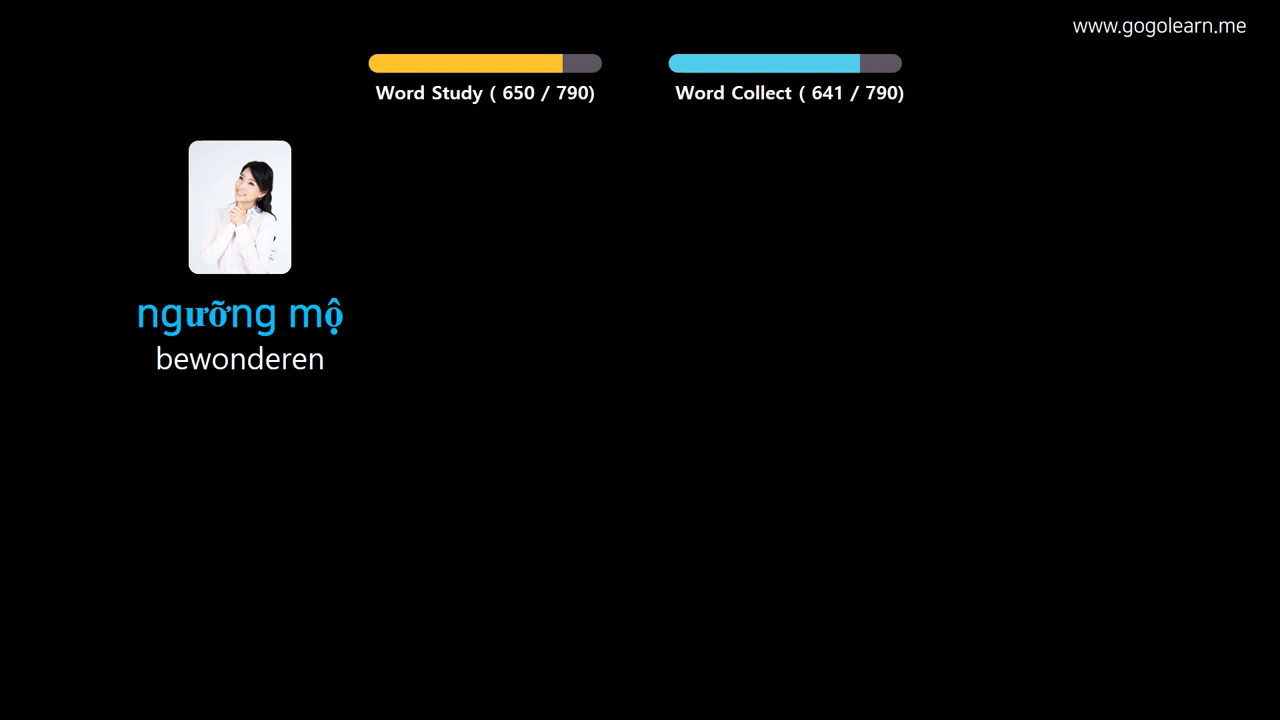 www.gogolearn.me
Word Study ( 650 / 790)
Word Collect ( 641 / 790)
ngưỡng mộ
bewonderen